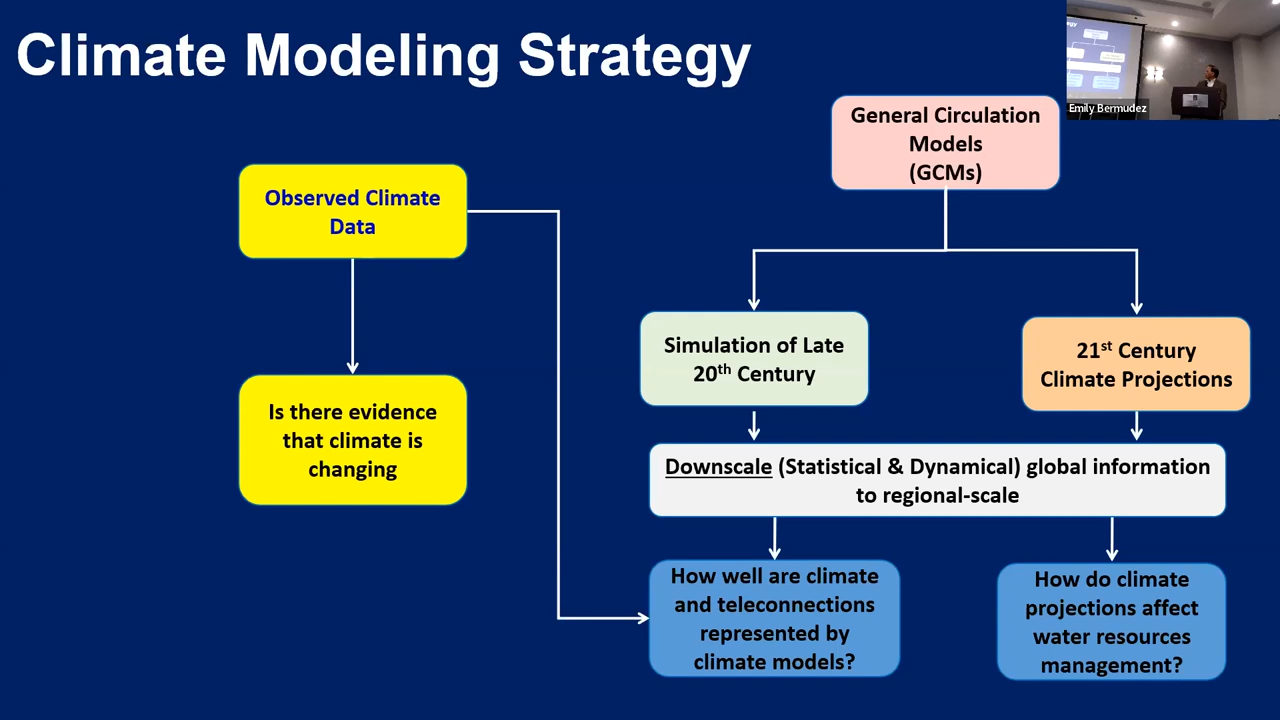 Climate Modeling Strategy
Emily Bermudez
General Circulation
Models
(GCMs)
Observed Climate
Data
Simulation of Late
20th Century
21st Century
Climate Projections
Is there evidence
that climate is
changing
Downscale (Statistical & Dynamical) global information
to regional-scale
How well are climate
and teleconnections
represented by
climate models?
How do climate
projections affect
water resources
management?